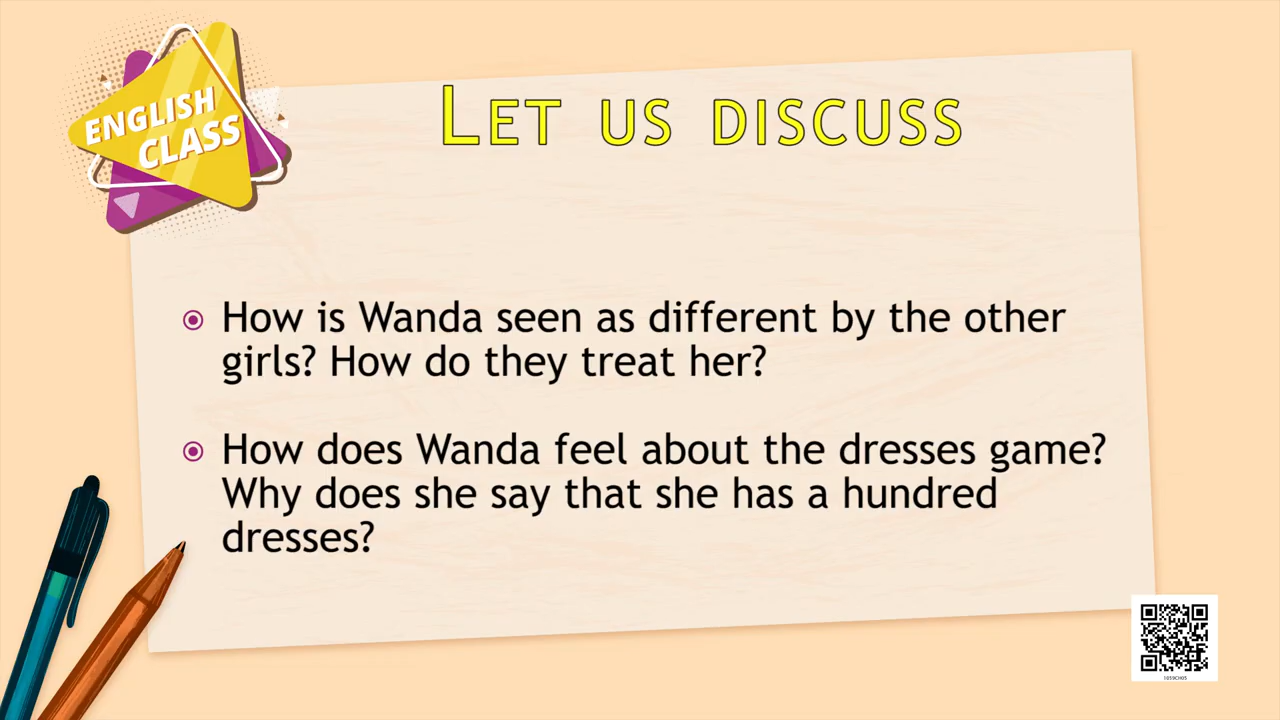 ENGLISH
CLASS
LET US DISCUSS
How is Wanda seen as different by the other
girls? How do they treat her?
How does Wanda feel about the dresses game?
Why does she say that she has a hundred
dresses?
1059CH05